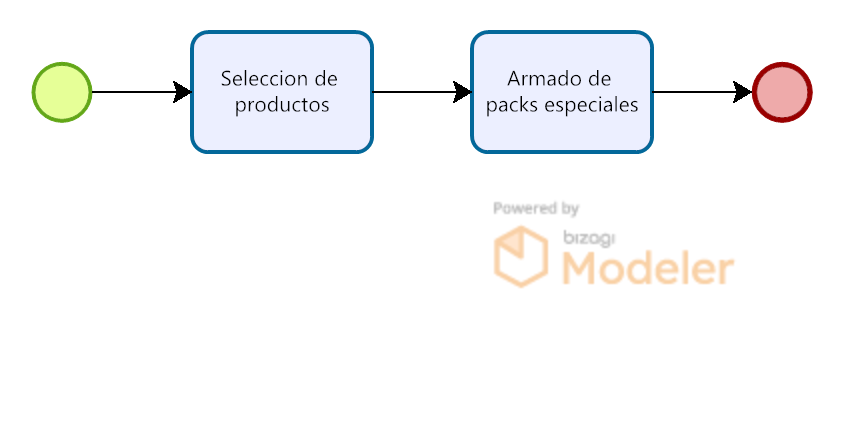 Seleccion de
productos
Armado de
packs especiales
Powered by
bizagi
Modeler